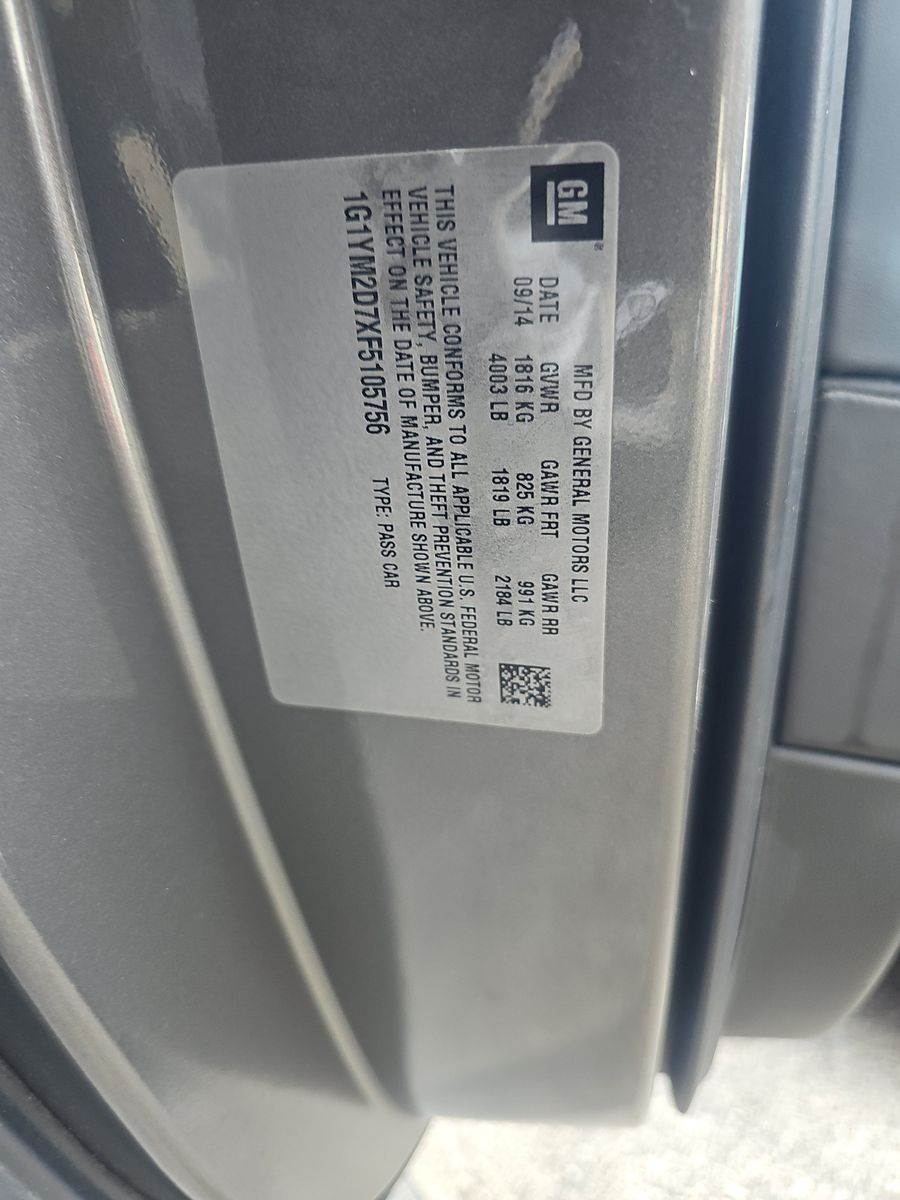 GM®
MFD BY GENERAL MOTORS LLC
DATE GVWR GAWR FRT GAWR RR
09/14 1816 KG 825 KG 991 KG
4003 LB 1819 LB 2184 LB
THIS VEHICLE CONFORMS TO ALL APPLICABLE U.S. FEDERAL MOTOR
VEHICLE SAFETY, BUMPER, AND THEFT PREVENTION STANDARDS IN
EFFECT ON THE DATE OF MANUFACTURE SHOWN ABOVE.
1G1YM2D7XF5105756 TYPE: PASS CAR